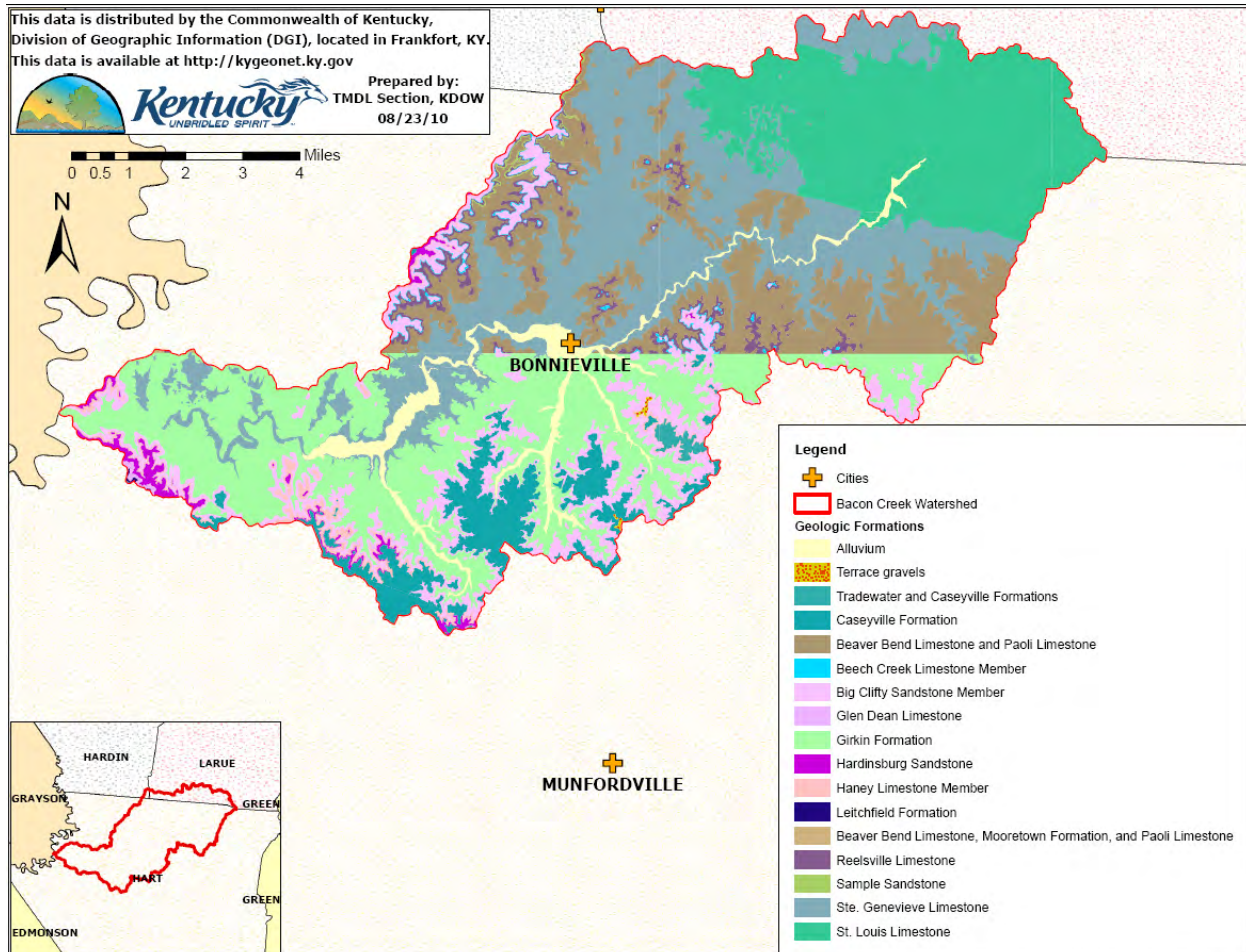 This data is distributed by the Commonwealth of Kentucky,
Division of Geographic Information (DGI), located in Frankfort, KY.
This data is available at http://kygeonet.ky.gov
Kentucky
UNBRIDLED SPIRIT
Prepared by:
TMDL Section, KDOW
08/23/10
0 0.5 1 2 3 4 Miles
N
BONNIEVILLE
MUNFORDVILLE
Legend
Cities
Bacon Creek Watershed
Geologic Formations
Alluvium
Terrace gravels
Tradewater and Caseyville Formations
Caseyville Formation
Beaver Bend Limestone and Paoli Limestone
Beech Creek Limestone Member
Big Clifty Sandstone Member
Glen Dean Limestone
Girkin Formation
Hardinsburg Sandstone
Haney Limestone Member
Leitchfield Formation
Beaver Bend Limestone, Mooretown Formation, and Paoli Limestone
Reelsville Limestone
Sample Sandstone
Ste. Genevieve Limestone
St. Louis Limestone
HARDIN
LARUE
GRAYSON
GREEN
HART
GREEN
EDMONSON